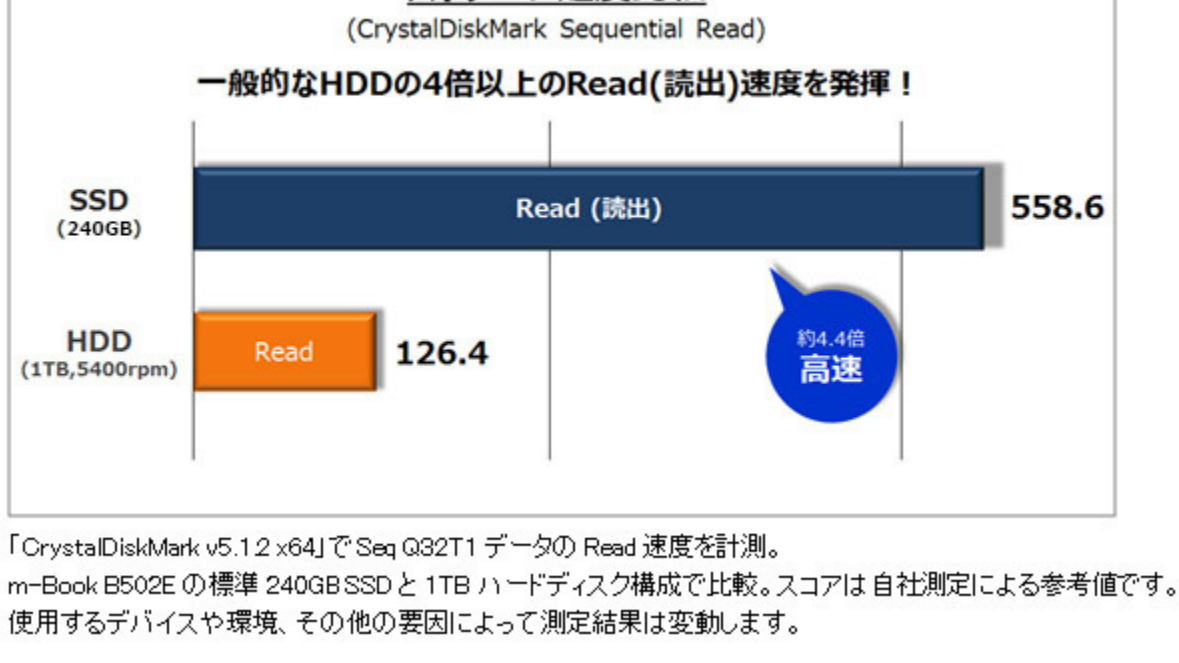 (CrystalDiskMark Sequential Read)
一般的なHDDの4倍以上のRead(読出)速度を発揮！
SSD
(240GB)
Read (読出)
558.6
HDD
(1TB,5400rpm)
Read
126.4
約4.4倍
高速
「CrystalDiskMark v5.1.2 x64」で Seq Q32T1 データの Read 速度を計測。
m-Book B502E の標準 240GB SSD と 1TB ハードディスク構成で比較。スコアは 自社測定による参考値です。
使用するデバイスや環境、その他の要因によって測定結果は変動します。